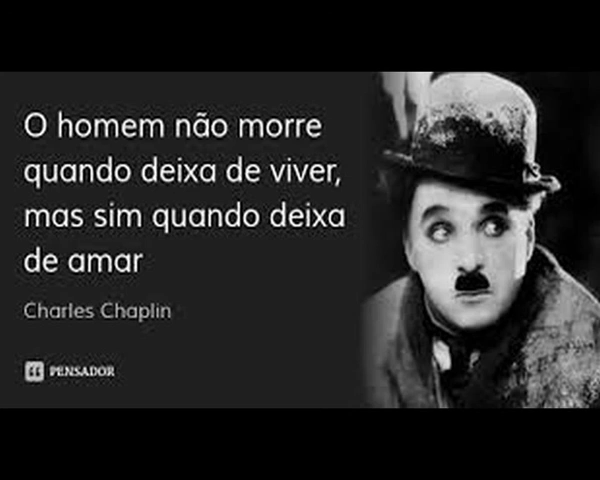 O homem não morre
quando deixa de viver,
mas sim quando deixa
de amar
Charles Chaplin
PENSADOR